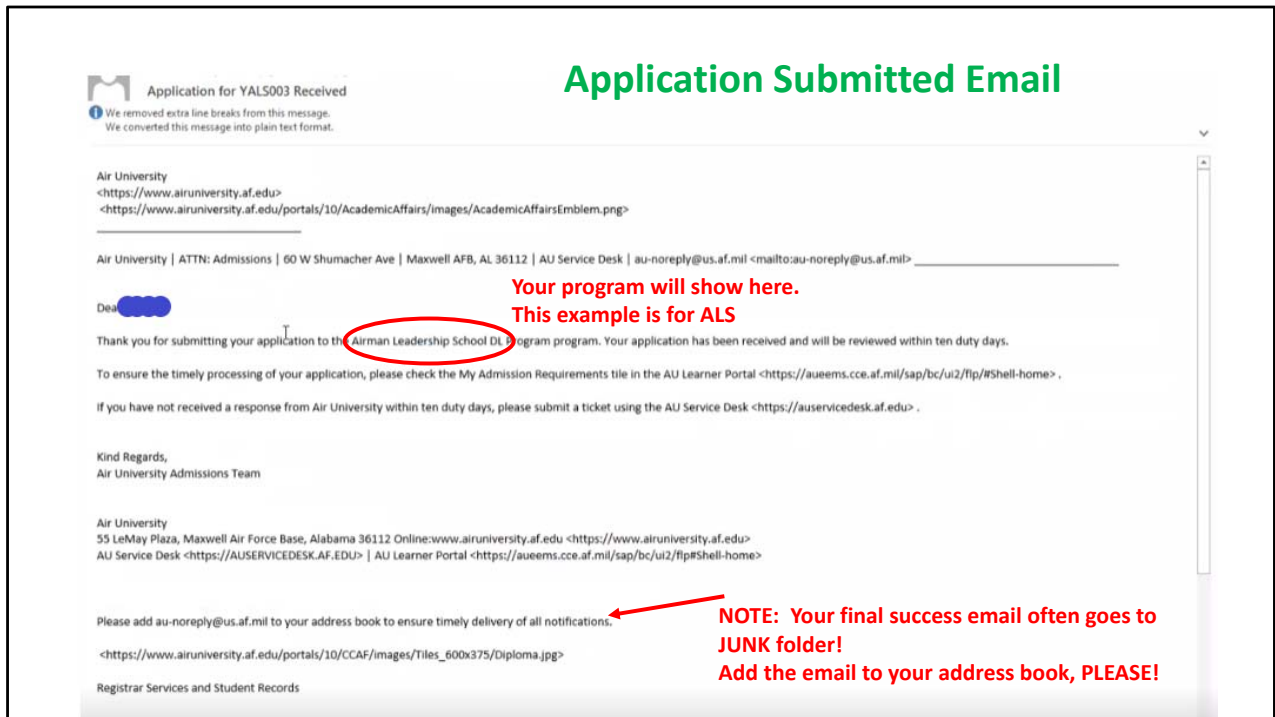 Application Submitted Email
Application for YALS003 Received
We removed extra line breaks from this message.
We converted this message into plain text format.
Air University
<https://www.airuniversity.af.edu>
<https://www.airuniversity.af.edu/portals/10/AcademicAffairs/images/AcademicAffairsEmblem.png>
Air University | ATTN: Admissions | 60 W Shumacher Ave | Maxwell AFB, AL 36112 | AU Service Desk | au-noreply@us.af.mil <mailto:au-noreply@us.af.mil>
Your program will show here.
This example is for ALS
Dea
Thank you for submitting your application to the Airman Leadership School DL Program program. Your application has been received and will be reviewed within ten duty days.
To ensure the timely processing of your application, please check the My Admission Requirements tile in the AU Learner Portal <https://aueems.cce.af.mil/sap/bc/ui2/flp/#Shell-home> .
If you have not received a response from Air University within ten duty days, please submit a ticket using the AU Service Desk <https://auservicedesk.af.edu> .
Kind Regards,
Air University Admissions Team
Air University
55 LeMay Plaza, Maxwell Air Force Base, Alabama 36112 Online:www.airuniversity.af.edu <https://www.airuniversity.af.edu>
AU Service Desk <https://AUSERVICEDESK.AF.EDU> | AU Learner Portal <https://aueems.cce.af.mil/sap/bc/ui2/flp#Shell-home>
Please add au-noreply@us.af.mil to your address book to ensure timely delivery of all notifications.
NOTE: Your final success email often goes to
JUNK folder!
Add the email to your address book, PLEASE!
<https://www.airuniversity.af.edu/portals/10/CCAF/images/Tiles_600x375/Diploma.jpg>
Registrar Services and Student Records